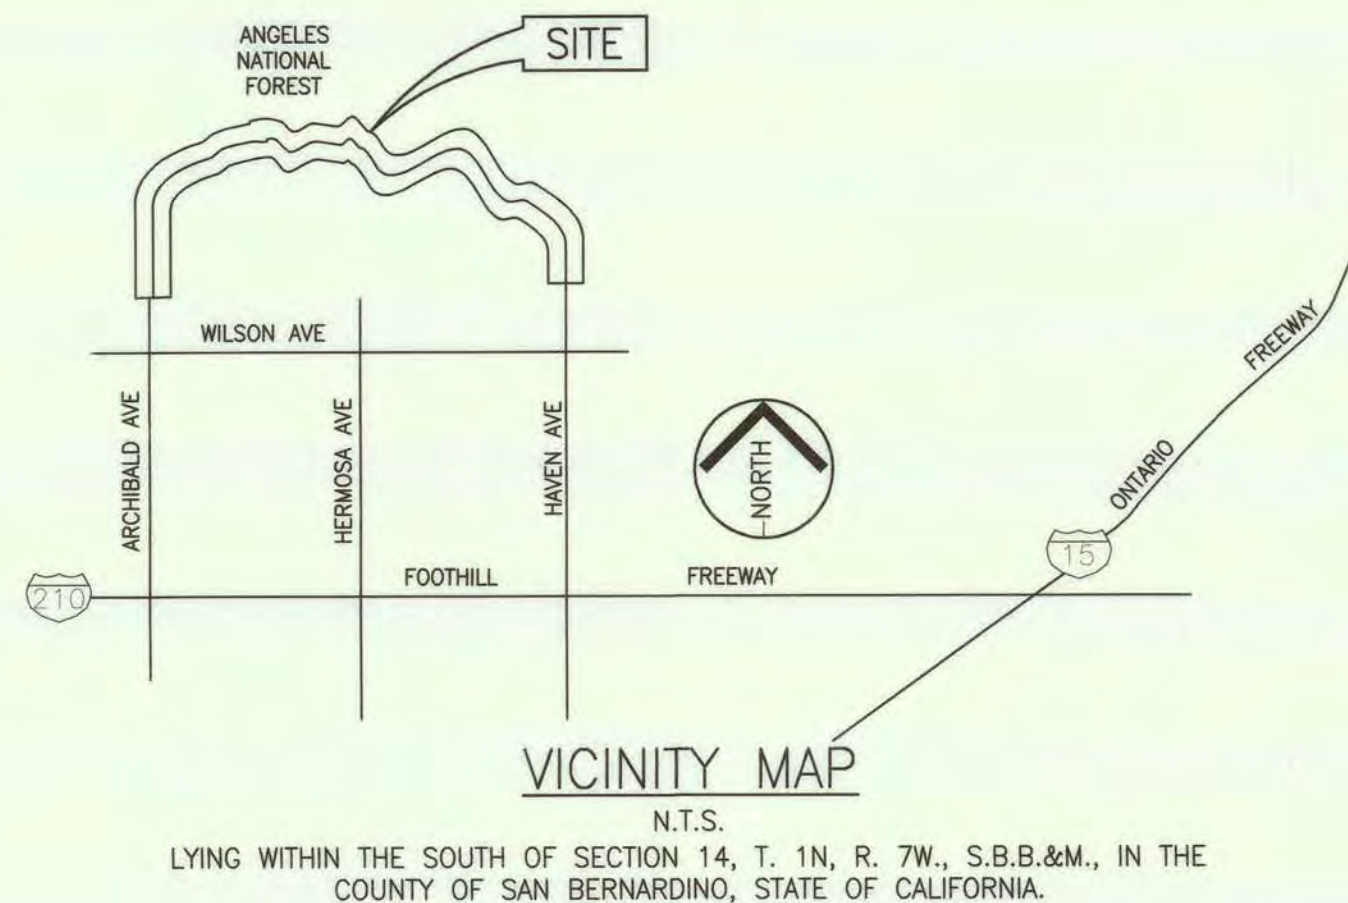 ANGELES
NATIONAL
FOREST
SITE
WILSON AVE
ARCHIBALD AVE
HERMOSA AVE
HAVEN AVE
NORTH
FREEWAY
ONTARIO
15
210
FOOTHILL
FREEWAY
VICINITY MAP
N.T.S.
LYING WITHIN THE SOUTH OF SECTION 14, T. 1N, R. 7W., S.B.B.&M., IN THE
COUNTY OF SAN BERNARDINO, STATE OF CALIFORNIA.